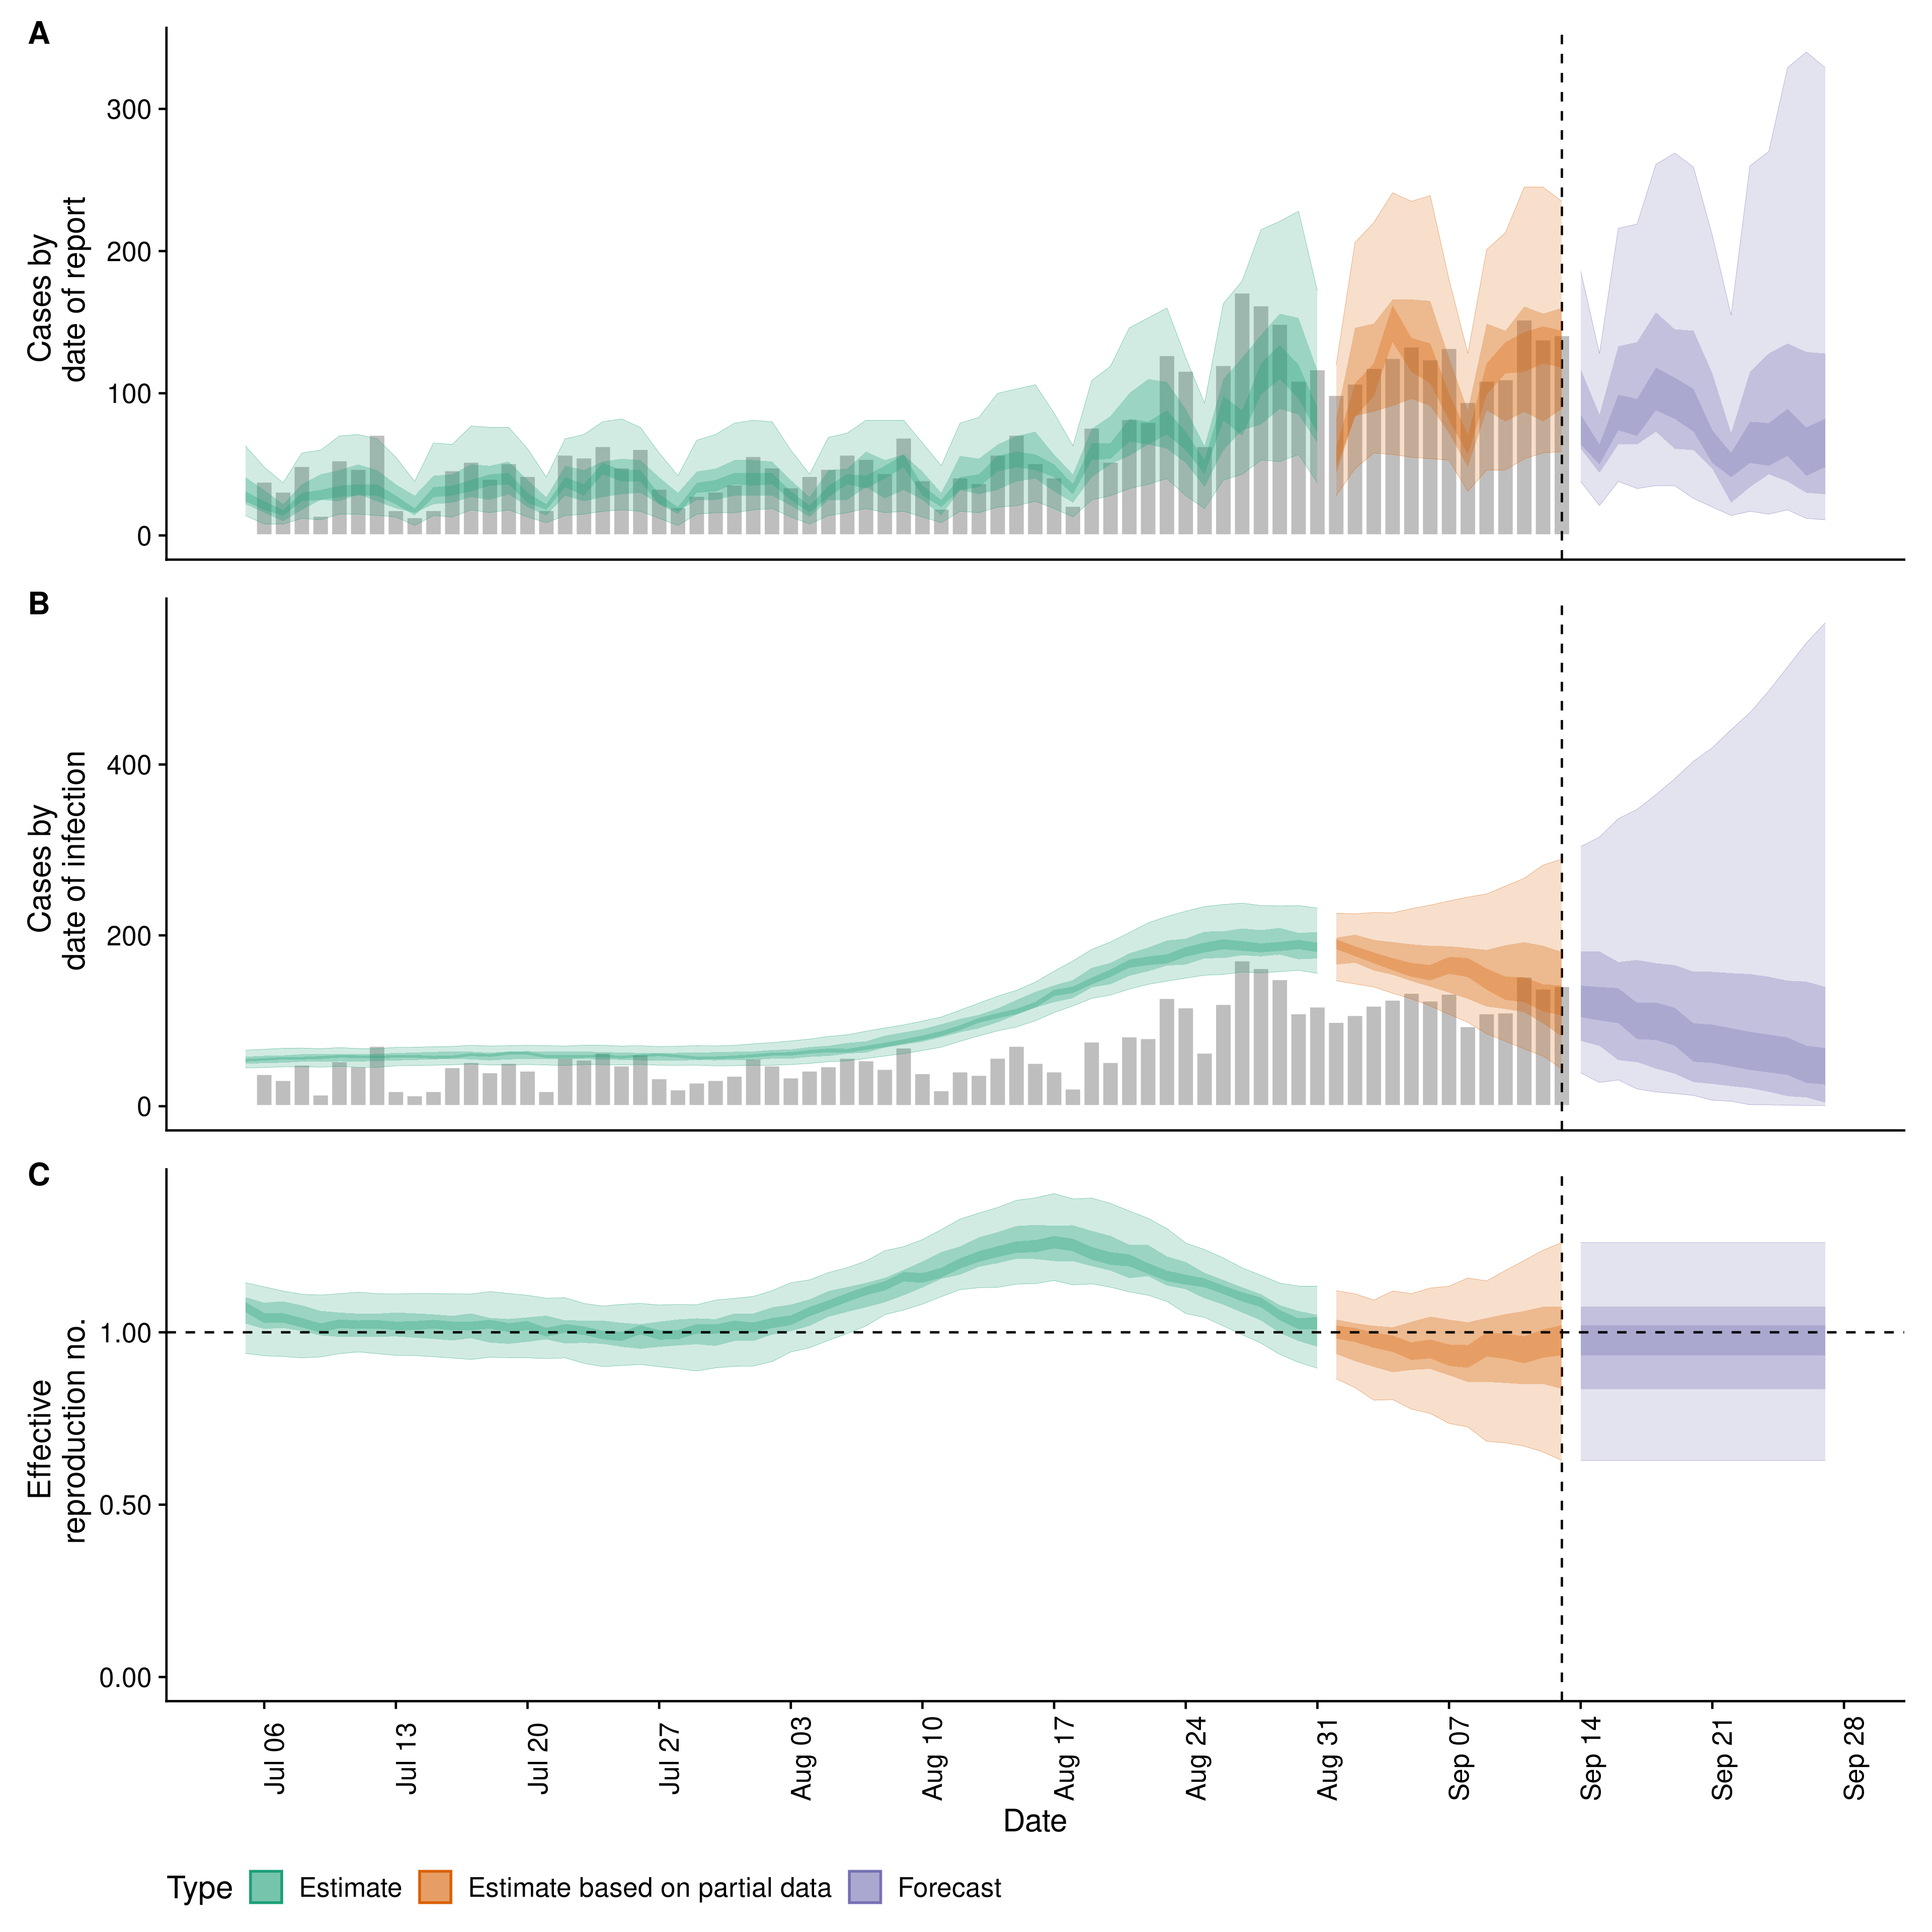 A
Cases by
date of report
300
200
100
0
B
Cases by
date of infection
400
200
0
C
Effective
reproduction no.
1.00
0.50
0.00
Jul 06
Jul 13
Jul 20
Jul 27
Aug 03
Aug 10
Aug 17
Aug 24
Aug 31
Sep 07
Sep 14
Sep 21
Sep 28
Date
Type Estimate Estimate based on partial data Forecast